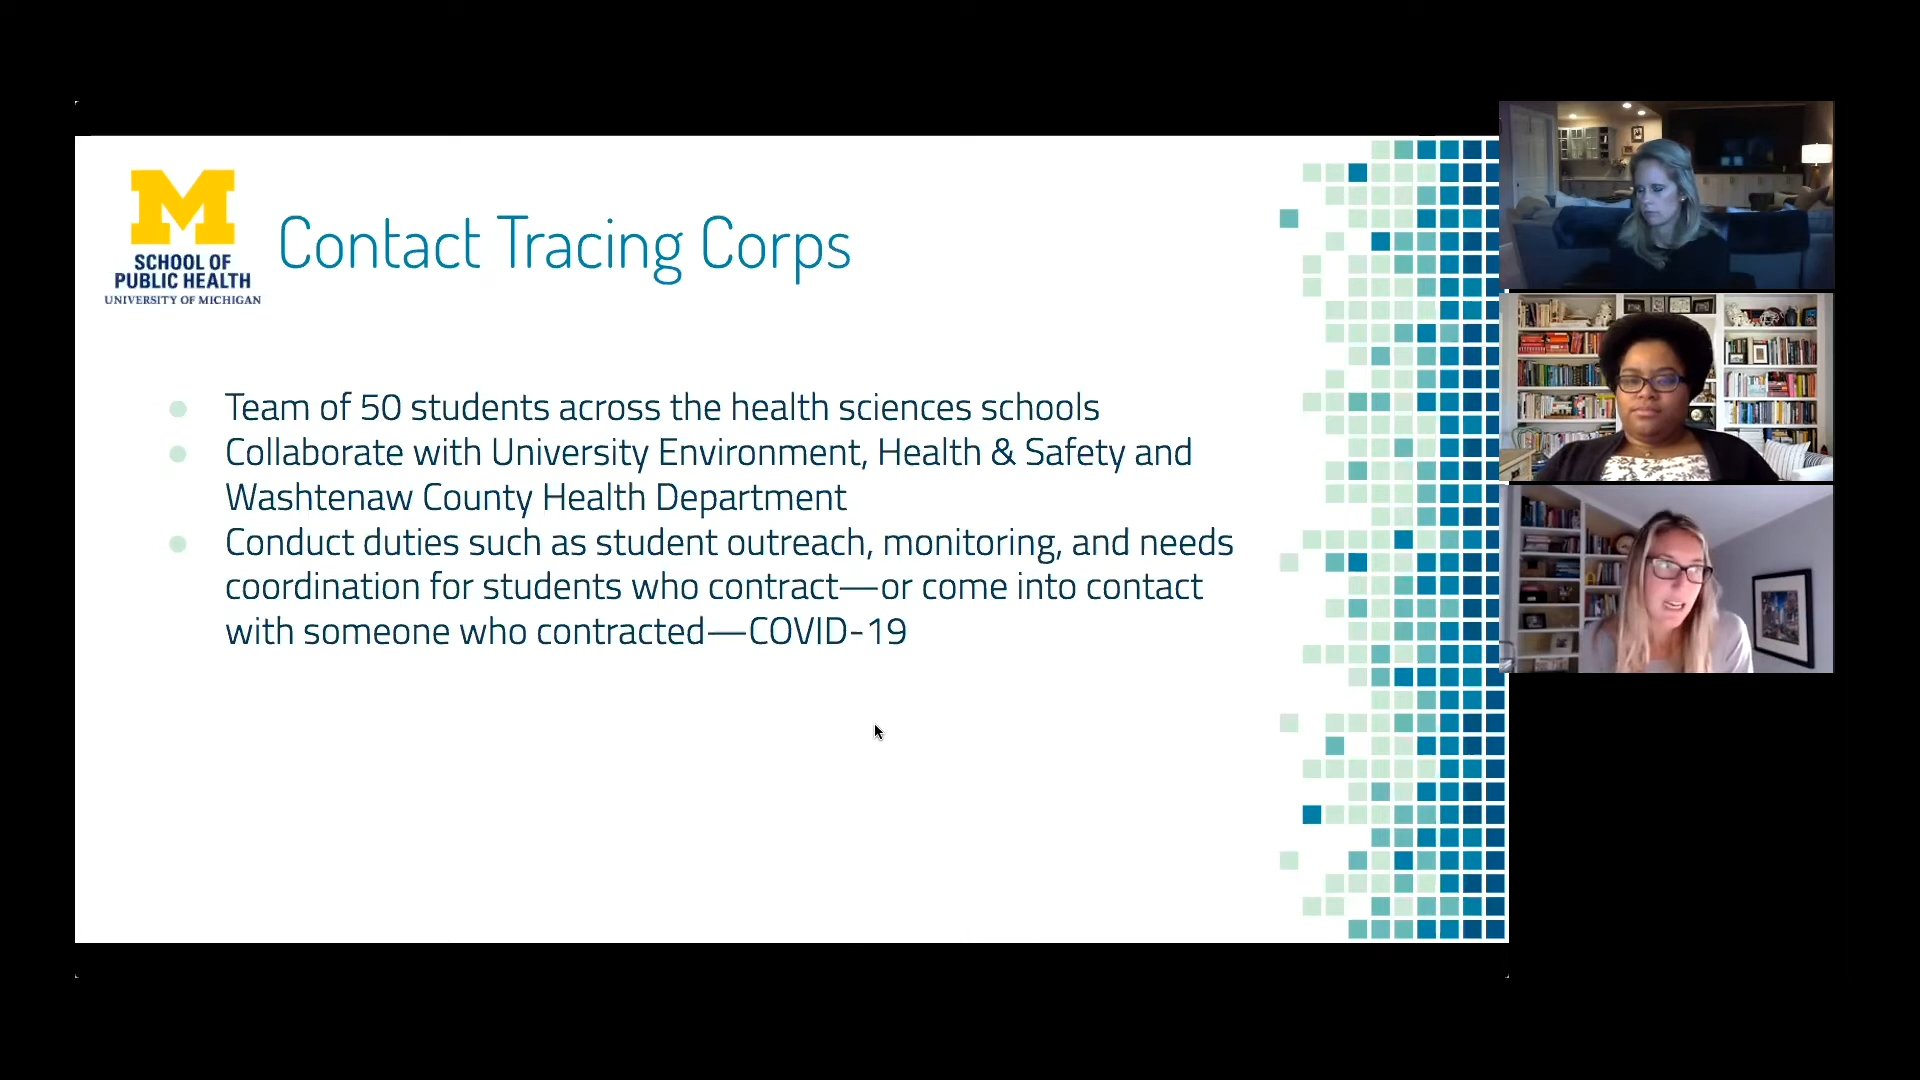 M
SCHOOL OF
PUBLIC HEALTH
UNIVERSITY OF MICHIGAN
Contact Tracing Corps
Team of 50 students across the health sciences schools
Collaborate with University Environment, Health & Safety and
Washtenaw County Health Department
Conduct duties such as student outreach, monitoring, and needs
coordination for students who contract—or come into contact
with someone who contracted—COVID-19